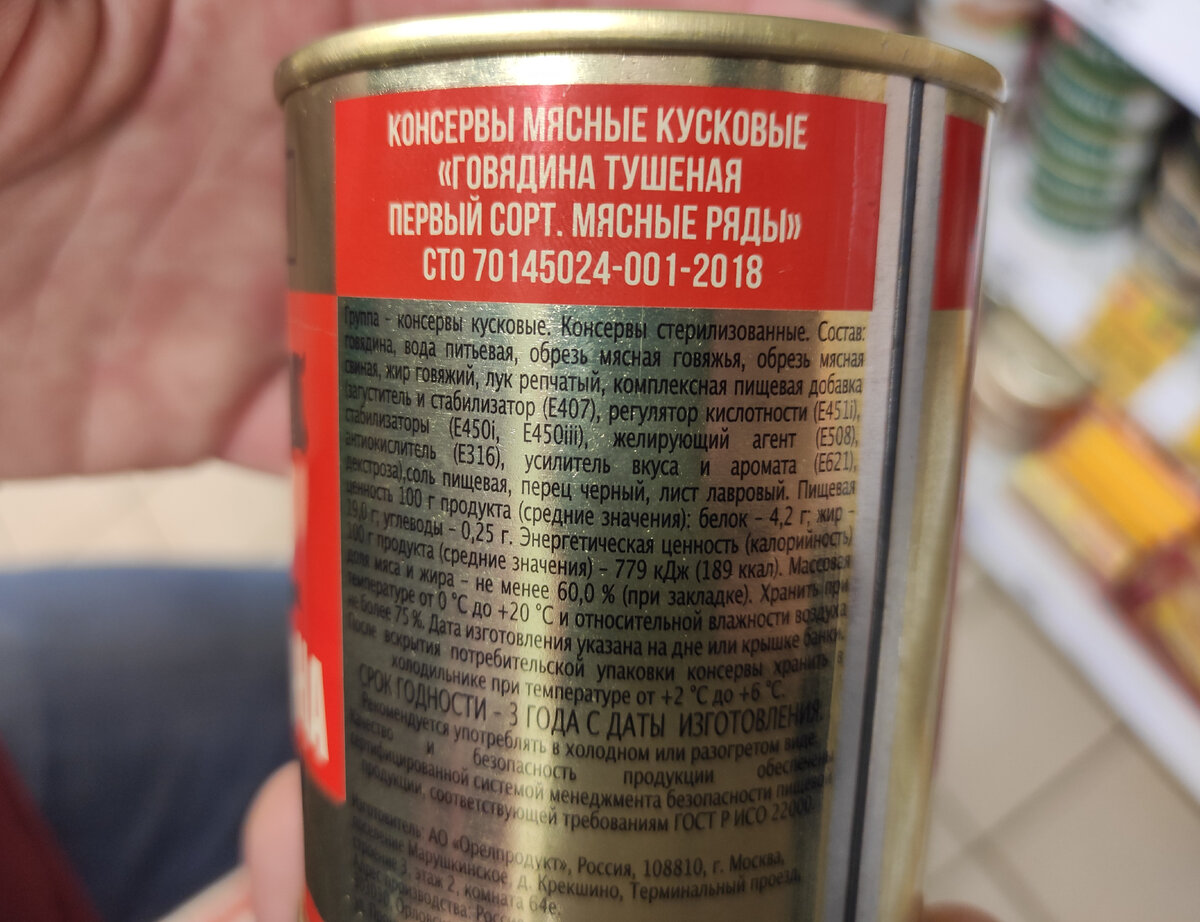 КОНСЕРВЫ МЯСНЫЕ КУСКОВЫЕ
«ГОВЯДИНА ТУШЕНАЯ
ПЕРВЫЙ СОРТ. МЯСНЫЕ РЯДЫ»
СТО 70145024-001-2018
Группа – консервы кусковые. Консервы стерилизованные. Состав:
говядина, вода питьевая, обрезь мясная говяжья, обрезь мясная
свиная, жир говяжий, лук репчатый, комплексная пищевая добавка
(загуститель и стабилизатор (Е407), регулятор кислотности (Е451i),
стабилизаторы (Е450i, Е450iii), желирующий агент (Е508),
антиокислитель (Е316), усилитель вкуса и аромата (Е621),
декстроза),соль пищевая, перец черный, лист лавровый. Пищевая
ценность 100 г продукта (средние значения): белок – 4,2 г; жир –
19,0 г; углеводы – 0,25 г. Энергетическая ценность (калорийность)
100 г продукта (средние значения) – 779 кДж (189 ккал). Массовая
доля мяса и жира – не менее 60,0 % (при закладке). Хранить при
температуре от 0 °С до +20 °С и относительной влажности воздуха
не более 75 %. Дата изготовления указана на дне или крышке банки.
После вскрытия потребительской упаковки консервы хранить в
холодильнике при температуре от +2 °С до +6 °С.
СРОК ГОДНОСТИ – 3 ГОДА С ДАТЫ ИЗГОТОВЛЕНИЯ.
Рекомендуется употреблять в холодном или разогретом виде.
Качество и безопасность продукции обеспечены
сертифицированной системой менеджмента безопасности пищевой
продукции, соответствующей требованиям ГОСТ Р ИСО 22000.
Изготовитель: АО «Орелпродукт», Россия, 108810, г. Москва,
поселение Марушкинское, д. Крекшино, Терминальный проезд,
строение 3, этаж 2, комната 64е.
Адрес производства: